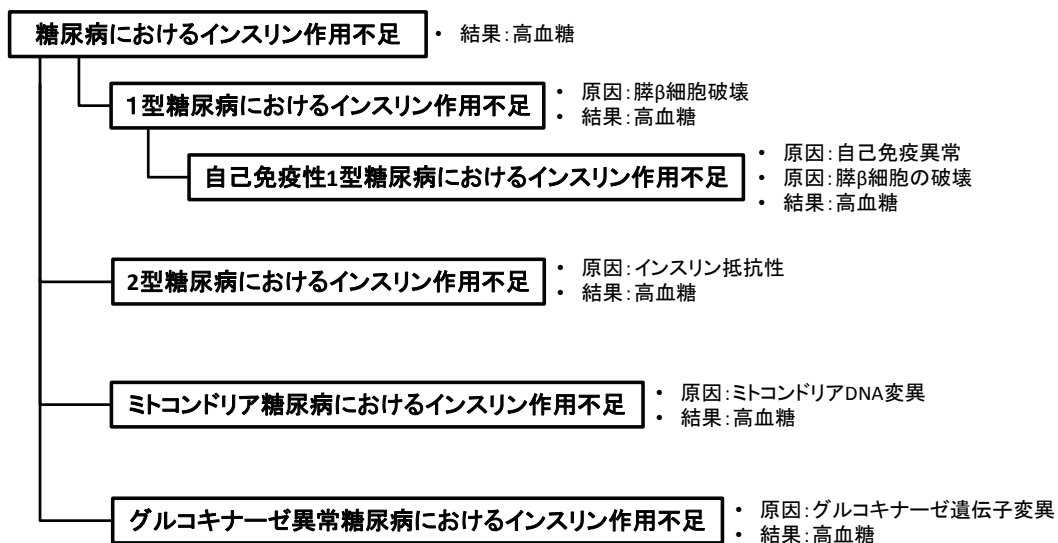 糖尿病におけるインスリン作用不足
• 結果:高血糖
1型糖尿病におけるインスリン作用不足
• 原因:膵β細胞破壊
• 結果:高血糖
自己免疫性1型糖尿病におけるインスリン作用不足
• 原因:自己免疫異常
• 原因:膵β細胞の破壊
• 結果:高血糖
2型糖尿病におけるインスリン作用不足
• 原因:インスリン抵抗性
• 結果:高血糖
ミトコンドリア糖尿病におけるインスリン作用不足
• 原因:ミトコンドリアDNA変異
• 結果:高血糖
グルコキナーゼ異常糖尿病におけるインスリン作用不足
• 原因:グルコキナーゼ遺伝子変異
• 結果:高血糖